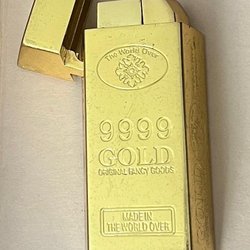 The World Over
9999
GOLD
ORIGINAL FANCY GOODS
MADE IN
THE WORLD OVER